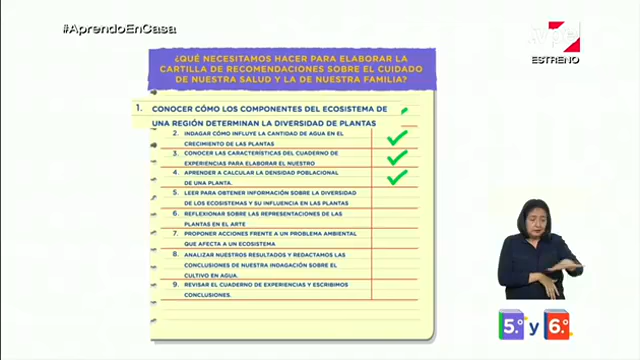 #AprendoEnCasa
ESTRENO
¿QUÉ NECESITAMOS HACER PARA ELABORAR LA
CARTILLA DE RECOMENDACIONES SOBRE EL CUIDADO
DE NUESTRA SALUD Y LA DE NUESTRA FAMILIA?
1. CONOCER CÓMO LOS COMPONENTES DEL ECOSISTEMA DE
UNA REGIÓN DETERMINAN LA DIVERSIDAD DE PLANTAS
2. INDAGAR CÓMO INFLUYE LA CANTIDAD DE AGUA EN EL
CRECIMIENTO DE LAS PLANTAS
3. CONOCER LAS CARACTERÍSTICAS DEL CUADERNO DE
EXPERIENCIAS PARA ELABORAR EL NUESTRO
4. APRENDER A CALCULAR LA DENSIDAD POBLACIONAL
DE UNA PLANTA.
5. LEER PARA OBTENER INFORMACIÓN SOBRE LA DIVERSIDAD
DE LOS ECOSISTEMAS Y SU INFLUENCIA EN LAS PLANTAS
6. REFLEXIONAR SOBRE LAS REPRESENTACIONES DE LAS
PLANTAS EN EL ARTE
7. PROPONER ACCIONES FRENTE A UN PROBLEMA AMBIENTAL
QUE AFECTA A UN ECOSISTEMA
8. ANALIZAR NUESTROS RESULTADOS Y REDACTAMOS LAS
CONCLUSIONES DE NUESTRA INDAGACIÓN SOBRE EL
CULTIVO EN AGUA.
9. REVISAR EL CUADERNO DE EXPERIENCIAS Y ESCRIBIMOS
CONCLUSIONES.
5.° y 6.°